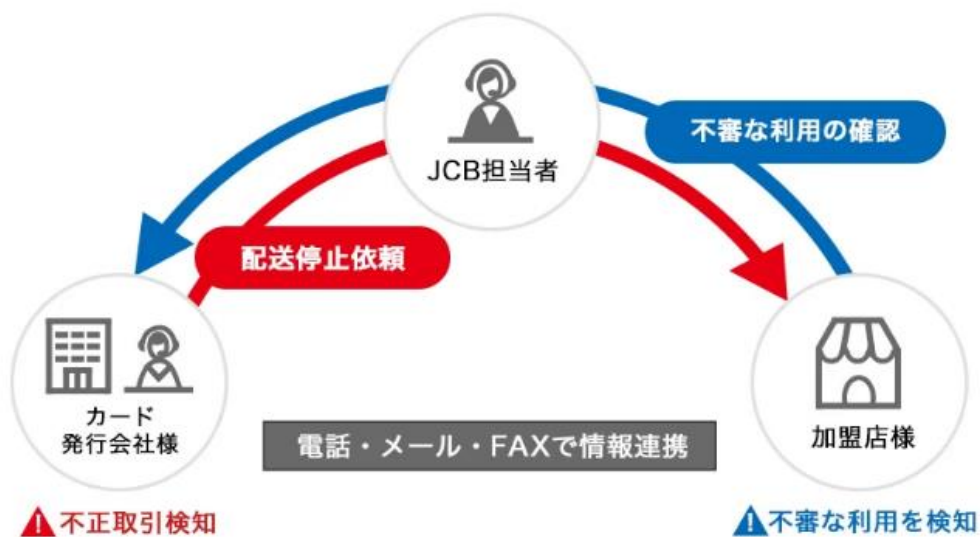 JCB担当者
不審な利用の確認
配送停止依頼
カード
発行会社様
電話・メール・FAXで情報連携
加盟店様
不正取引検知
不審な利用を検知